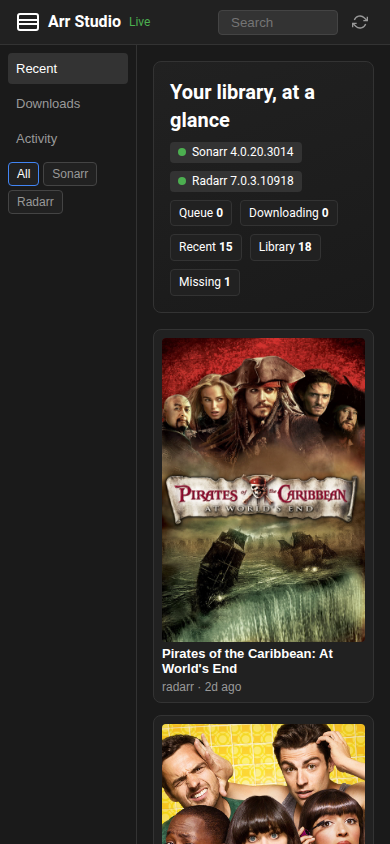 Arr Studio Live
Search
Recent
Downloads
Activity
All Sonarr
Radarr
Your library, at a
glance
Sonarr 4.0.20.3014
Radarr 7.0.3.10918
Queue 0 Downloading 0
Recent 15 Library 18
Missing 1
PIRATES of the CARIBBEAN
AT WORLD'S END
Pirates of the Caribbean: At
World's End
radarr · 2d ago